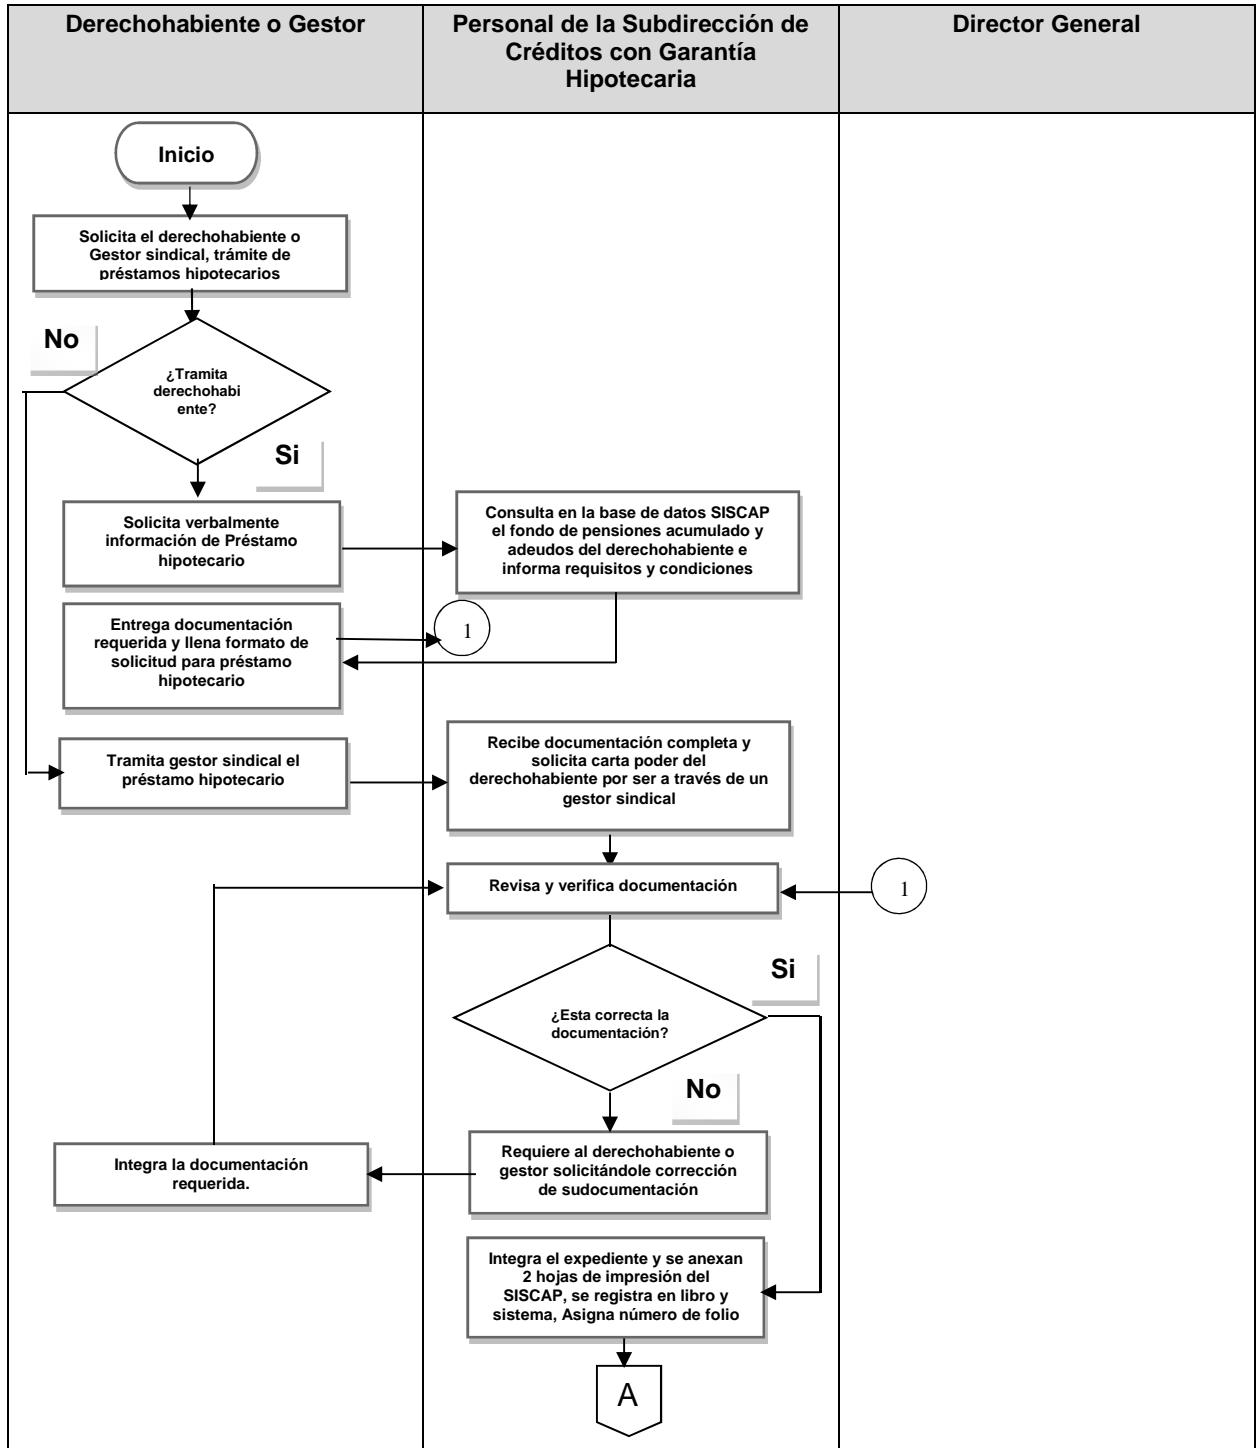 Derechohabiente o Gestor
Personal de la Subdirección de
Créditos con Garantía
Hipotecaria
Director General
Inicio
Solicita el derechohabiente o
Gestor sindical, trámite de
préstamos hipotecarios
No
¿Tramita
derechohabi
ente?
Si
Solicita verbalmente
información de Préstamo
hipotecario
Consulta en la base de datos SISCAP
el fondo de pensiones acumulado y
adeudos del derechohabiente e
informa requisitos y condiciones
Entrega documentación
requerida y llena formato de
solicitud para préstamo
hipotecario
1
Tramita gestor sindical el
préstamo hipotecario
Recibe documentación completa y
solicita carta poder del
derechohabiente por ser a través de un
gestor sindical
Revisa y verifica documentación
1
Si
¿Esta correcta la
documentación?
No
Requiere al derechohabiente o
gestor solicitándole corrección
de sudocumentación
Integra la documentación
requerida.
Integra el expediente y se anexan
2 hojas de impresión del
SISCAP, se registra en libro y
sistema, Asigna número de folio
A